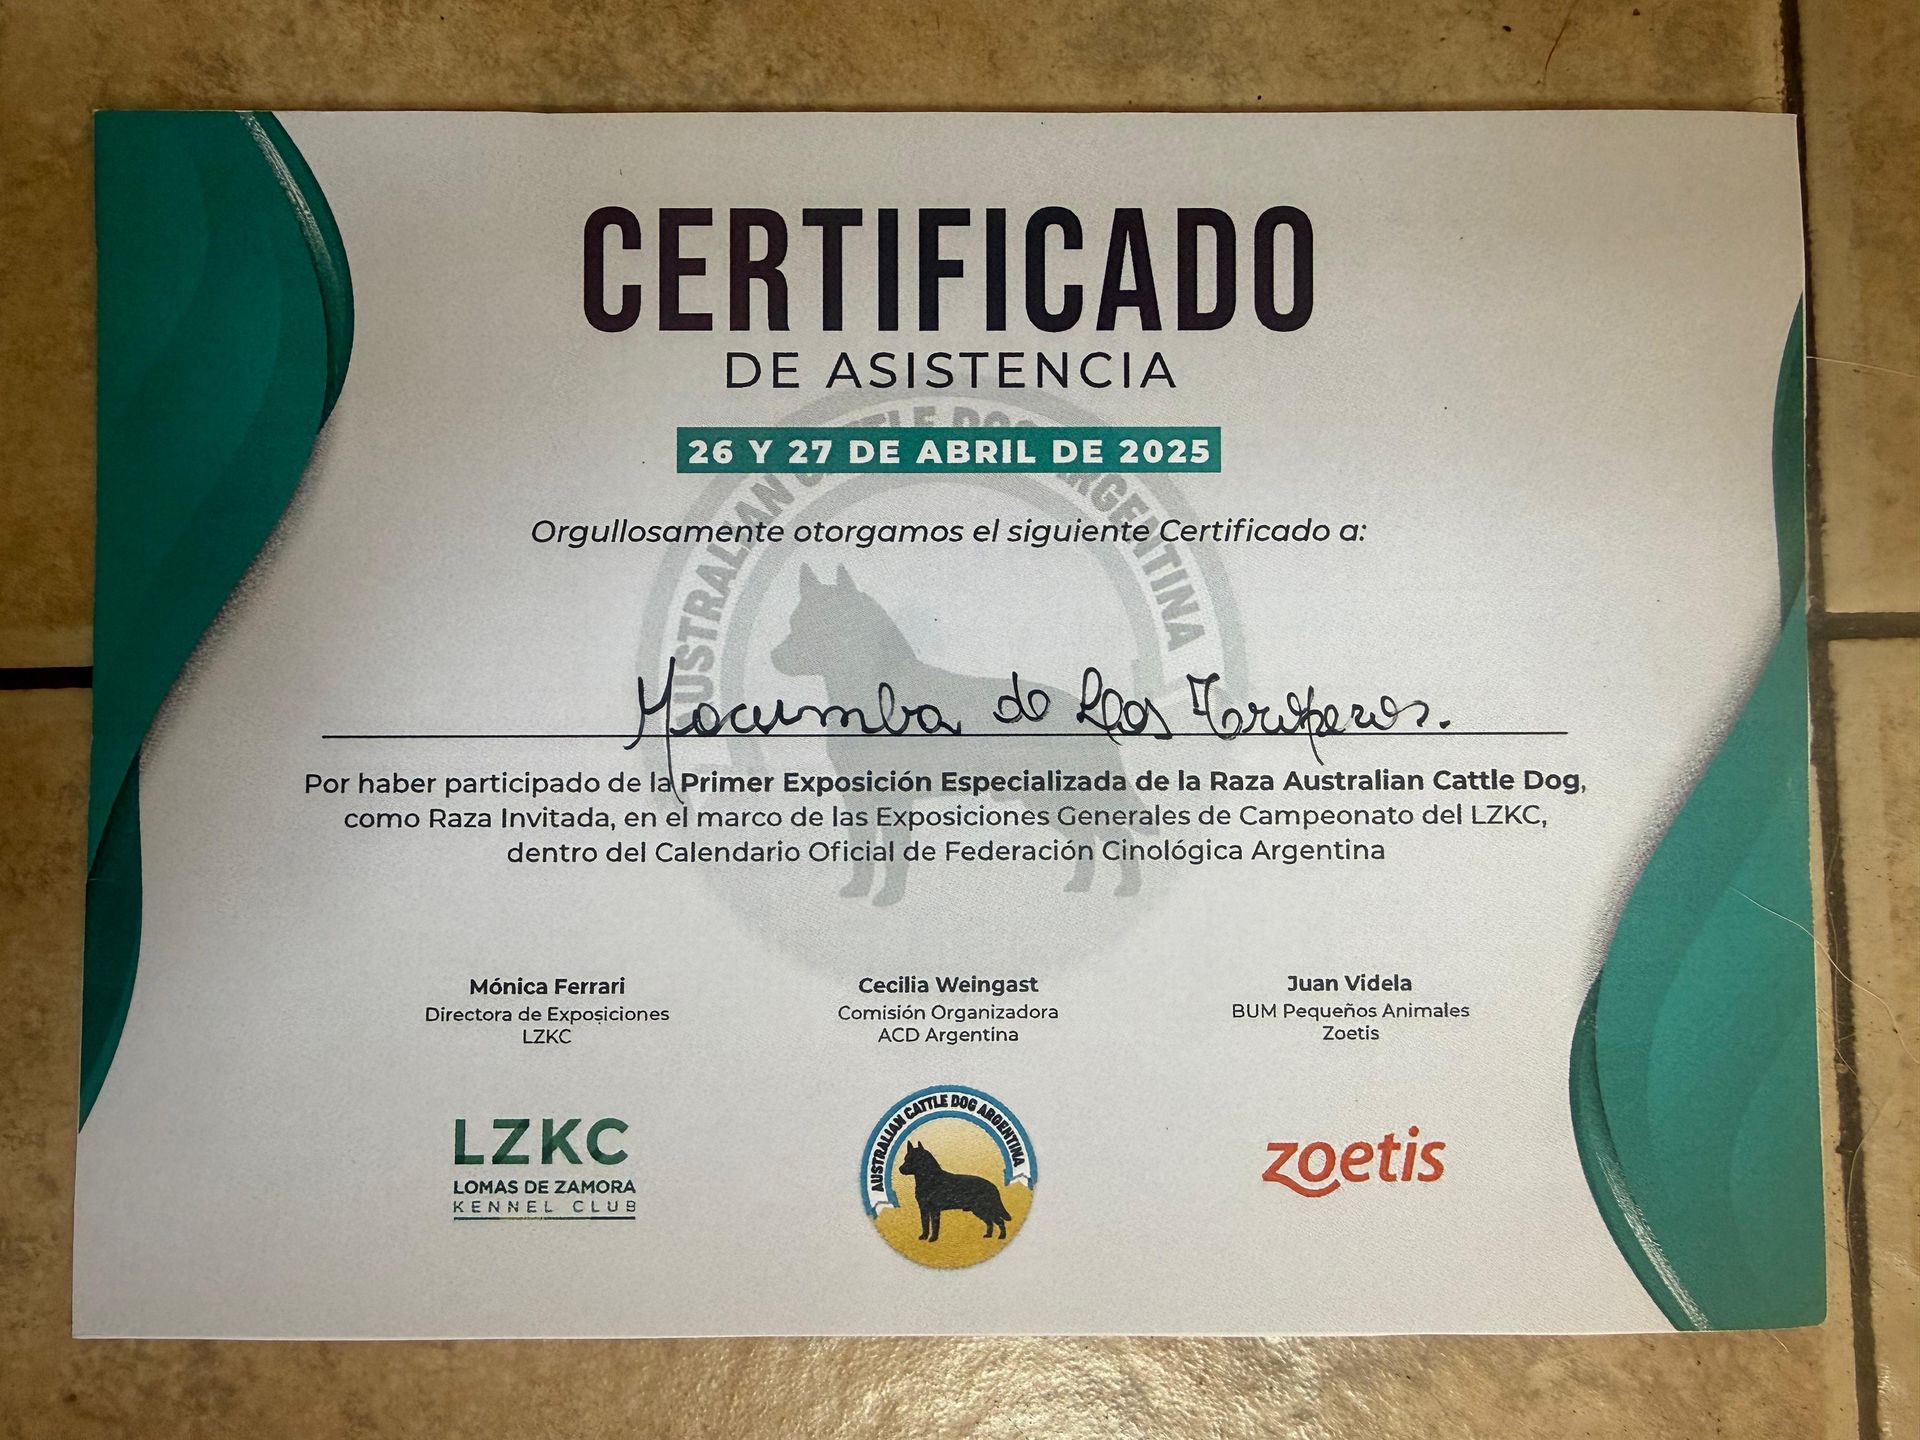 CERTIFICADO
DE ASISTENCIA
AUSTRALIAN CATTLE DOG ARGENTINA
26 Y 27 DE ABRIL DE 2025
Orgullosamente otorgamos el siguiente Certificado a:
Macumba de Los Troperos.
Por haber participado de la Primer Exposición Especializada de la Raza Australian Cattle Dog,
como Raza Invitada, en el marco de las Exposiciones Generales de Campeonato del LZKC,
dentro del Calendario Oficial de Federación Cinológica Argentina
Mónica Ferrari
Directora de Exposiciones
LZKC
Cecilia Weingast
Comisión Organizadora
ACD Argentina
Juan Videla
BUM Pequeños Animales
Zoetis
LZKC
LOMAS DE ZAMORA
KENNEL CLUB
AUSTRALIAN CATTLE DOG ARGENTINA
zoetis